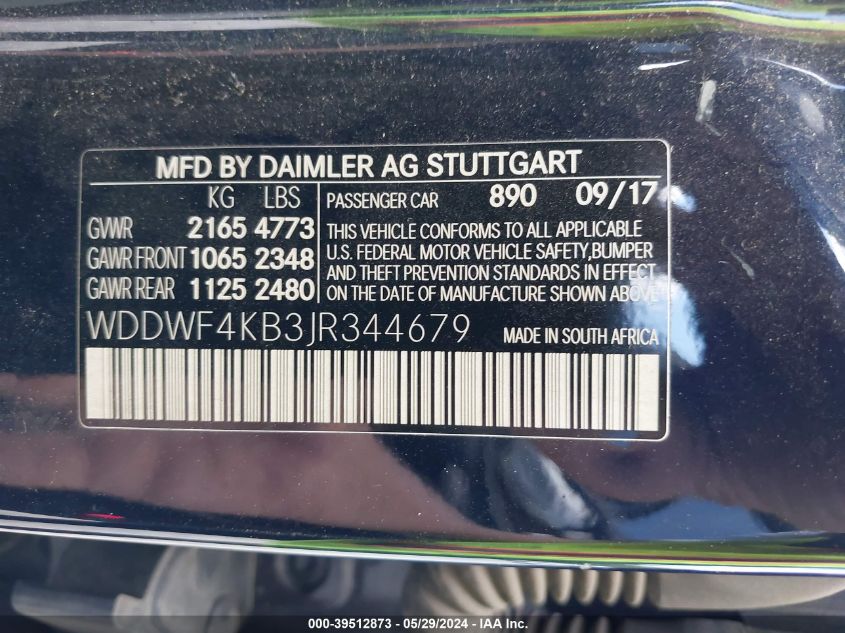 MFD BY DAIMLER AG STUTTGART
KG LBS
GVWR 2165 4773
GAWR FRONT 1065 2348
GAWR REAR 1125 2480
PASSENGER CAR 890 09/17
THIS VEHICLE CONFORMS TO ALL APPLICABLE
U.S. FEDERAL MOTOR VEHICLE SAFETY,BUMPER
AND THEFT PREVENTION STANDARDS IN EFFECT
ON THE DATE OF MANUFACTURE SHOWN ABOVE
WDDWF4KB3JR344679 MADE IN SOUTH AFRICA
000-39512873 - 05/29/2024 - IAA Inc.